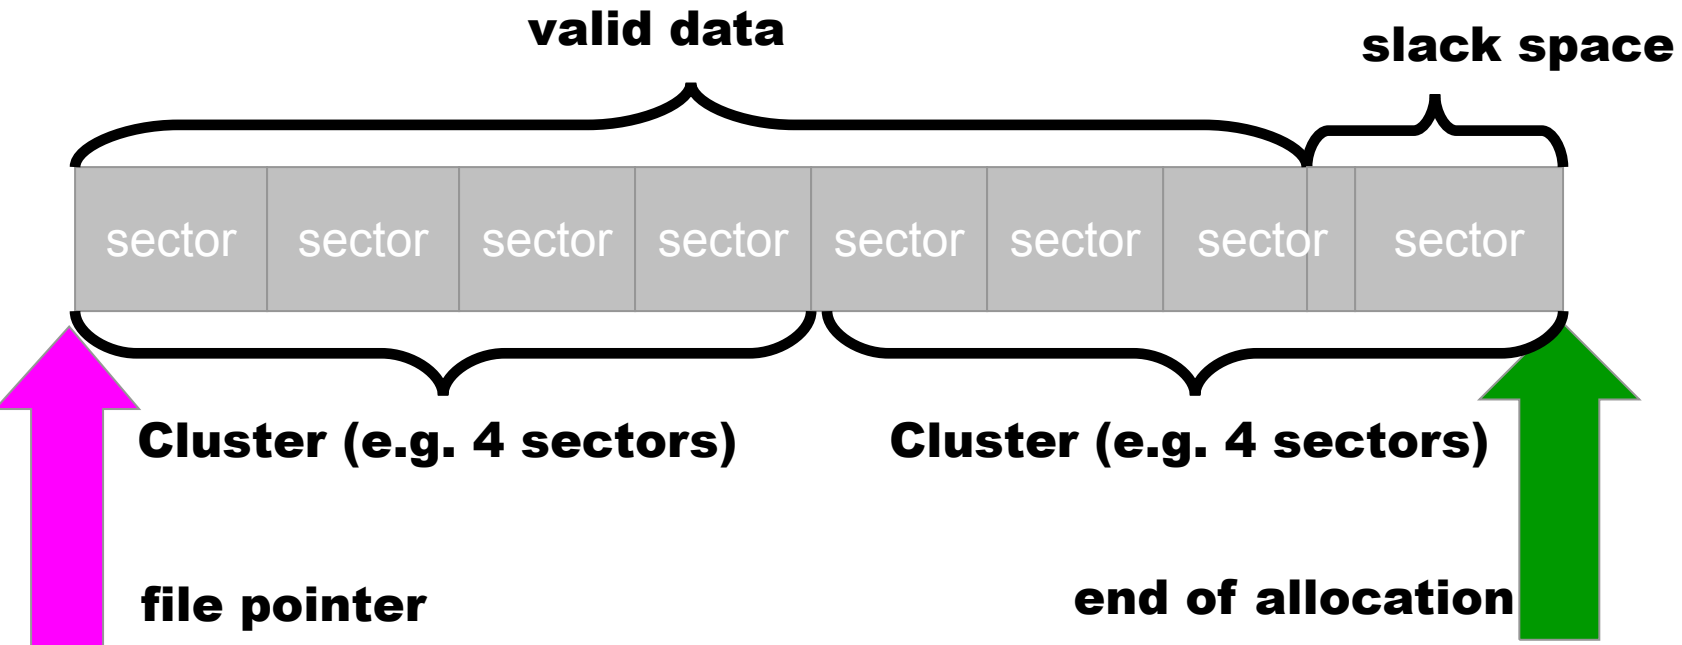 valid data
slack space
sector sector sector sector sector sector sector sector
Cluster (e.g. 4 sectors) Cluster (e.g. 4 sectors)
file pointer
end of allocation